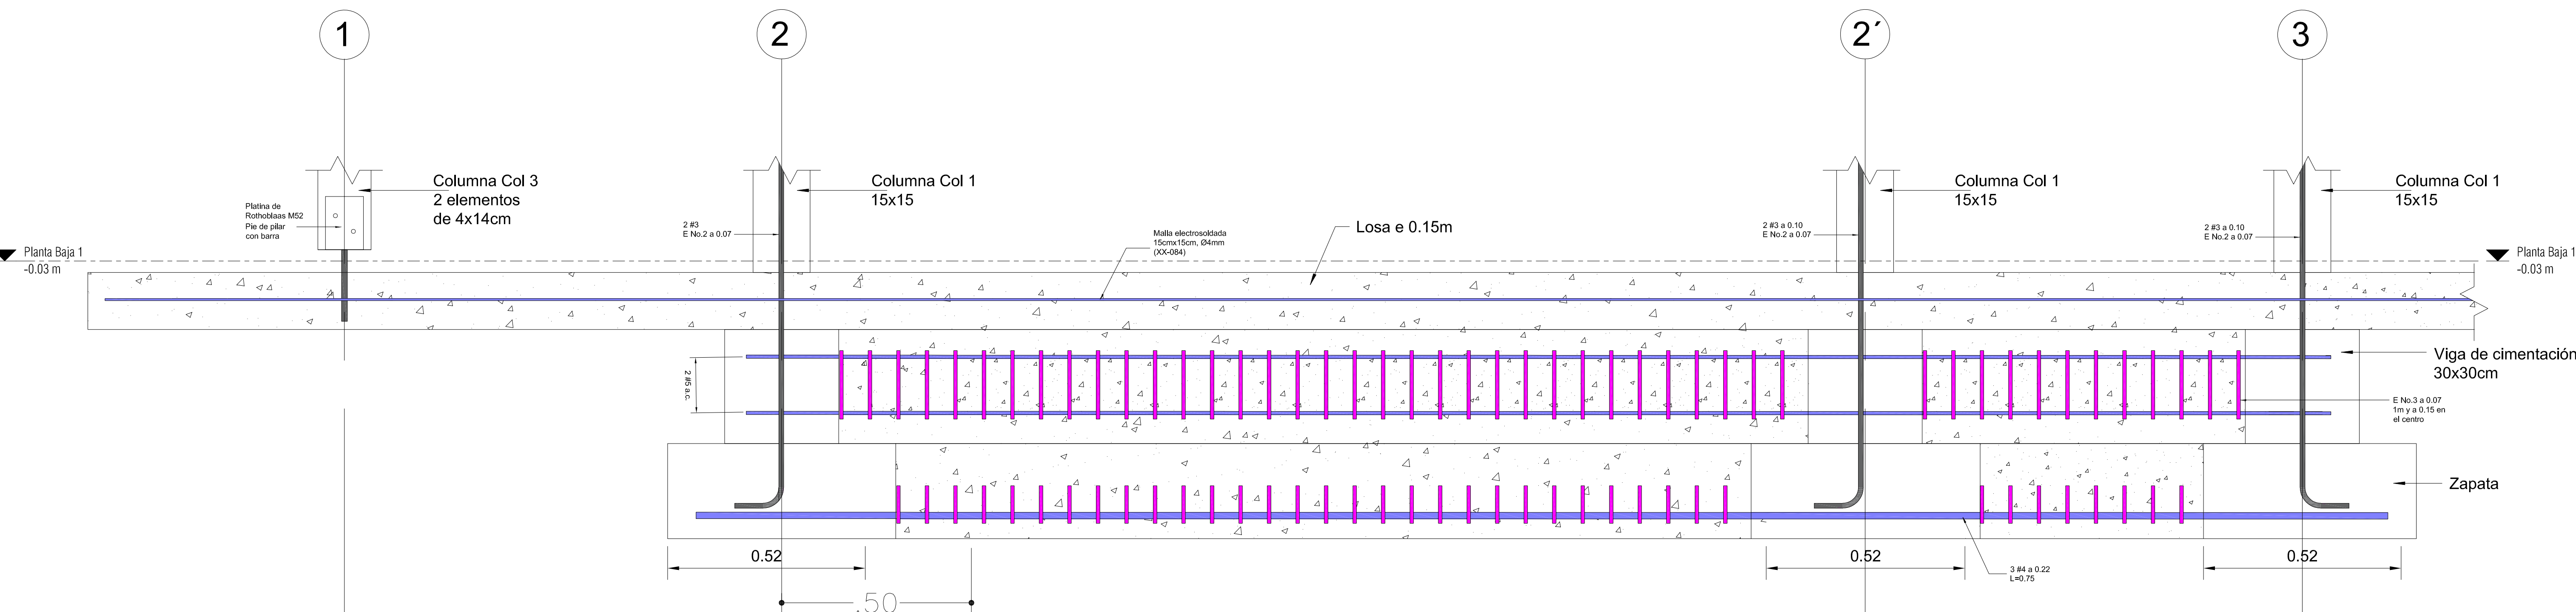 1
2
2´
3
Columna Col 3
2 elementos
de 4x14cm
Platina de
Rothoblaas M52
Pie de pilar
con barra
Columna Col 1
15x15
2 #3
E No.2 a 0.07
Malla electrosoldada
15cmx15cm, Ø4mm
(XX-084)
Losa e 0.15m
2 #3 a 0.10
E No.2 a 0.07
Columna Col 1
15x15
2 #3 a 0.10
E No.2 a 0.07
Columna Col 1
15x15
Planta Baja 1
-0.03 m
Planta Baja 1
-0.03 m
2 #5 a.c.
Viga de cimentación
30x30cm
E No.3 a 0.07
1m y a 0.15 en
el centro
Zapata
0.52
0.52
0.52
3 #4 a 0.22
L=0.75
.50